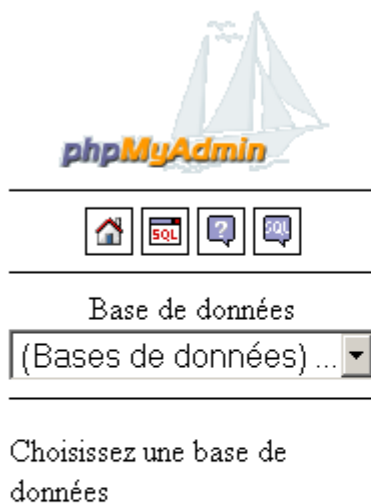 phpMyAdmin
SQL ? SQL
Base de données
(Bases de données) ...
Choisissez une base de
données